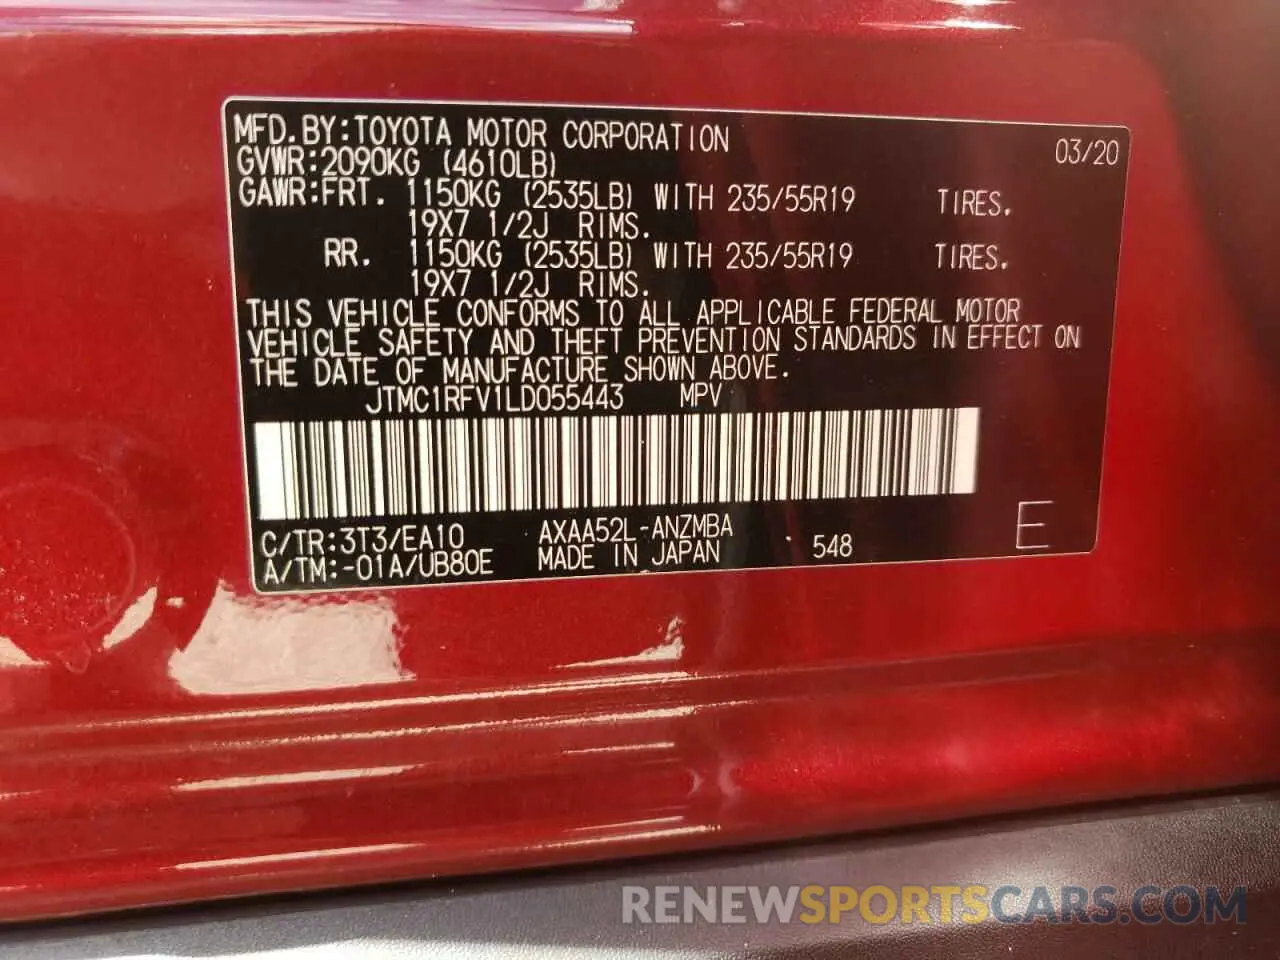 MFD.BY:TOYOTA MOTOR CORPORATION 03/20
GVWR:2090KG (4610LB)
GAWR:FRT. 1150KG (2535LB) WITH 235/55R19 TIRES.
19X7 1/2J RIMS.
RR. 1150KG (2535LB) WITH 235/55R19 TIRES.
19X7 1/2J RIMS.
THIS VEHICLE CONFORMS TO ALL APPLICABLE FEDERAL MOTOR
VEHICLE SAFETY AND THEFT PREVENTION STANDARDS IN EFFECT ON
THE DATE OF MANUFACTURE SHOWN ABOVE.
JTMC1RFV1LD055443 MPV
C/TR:3T3/EA10 AXAA52L-ANZMBA
A/TM:-01A/UB80E MADE IN JAPAN 548 E
RENEWSPORTSCARS.COM